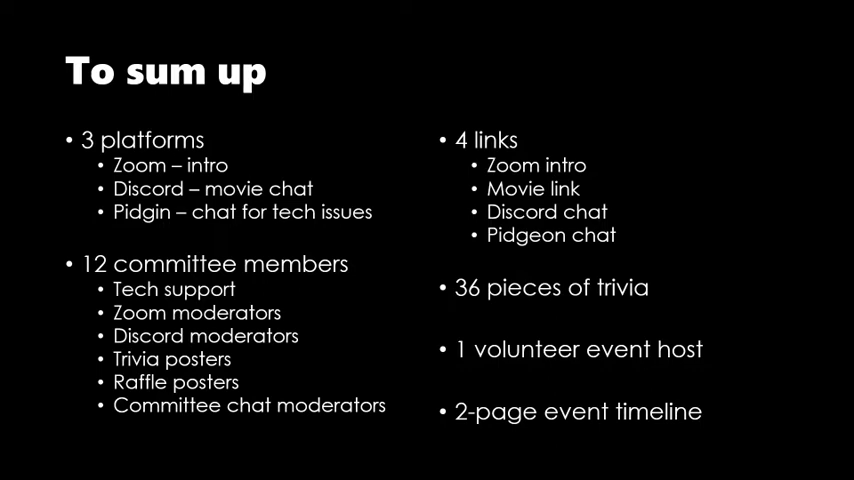 To sum up
• 3 platforms
• Zoom – intro
• Discord – movie chat
• Pidgin – chat for tech issues
• 12 committee members
• Tech support
• Zoom moderators
• Discord moderators
• Trivia posters
• Raffle posters
• Committee chat moderators
• 4 links
• Zoom intro
• Movie link
• Discord chat
• Pidgeon chat
• 36 pieces of trivia
• 1 volunteer event host
• 2-page event timeline